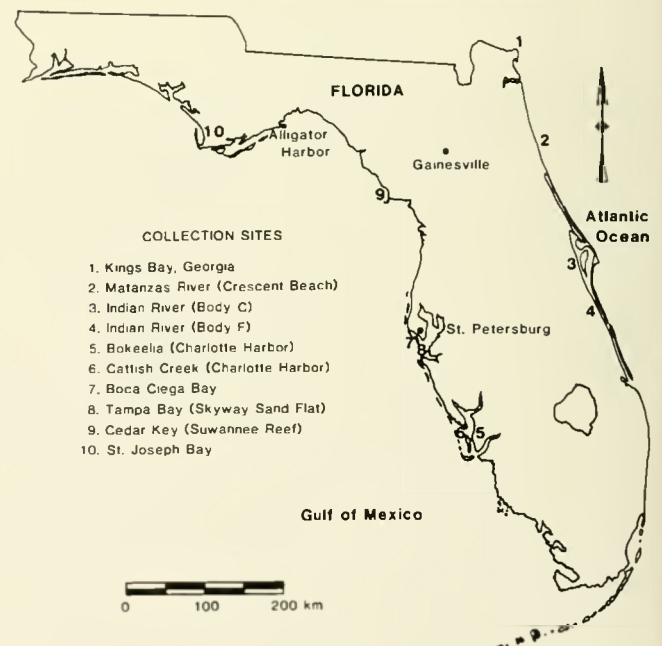 1
FLORIDA
10
Alligator
Harbor
Gainesville
2
9
Atlantic
Ocean
3
4
COLLECTION SITES
1. Kings Bay, Georgia
2. Matanzas River (Crescent Beach)
3. Indian River (Body C)
4. Indian River (Body F)
5. Bokeelia (Charlotte Harbor)
6. Catfish Creek (Charlotte Harbor)
7. Boca Ciega Bay
8. Tampa Bay (Skyway Sand Flat)
9. Cedar Key (Suwannee Reef)
10. St. Joseph Bay
St. Petersburg
7
8
6
5
Gulf of Mexico
0 100 200 km